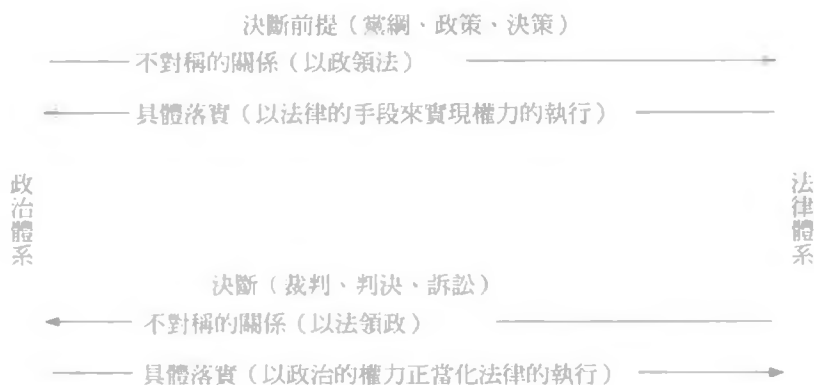 決斷前提（黨綱、政策、決策）
不對稱的關係（以政領法）
具體落實（以法律的手段來實現權力的執行）
政治體系
法律體系
決斷（裁判、判決、訴訟）
不對稱的關係（以法領政）
具體落實（以政治的權力正當化法律的執行）